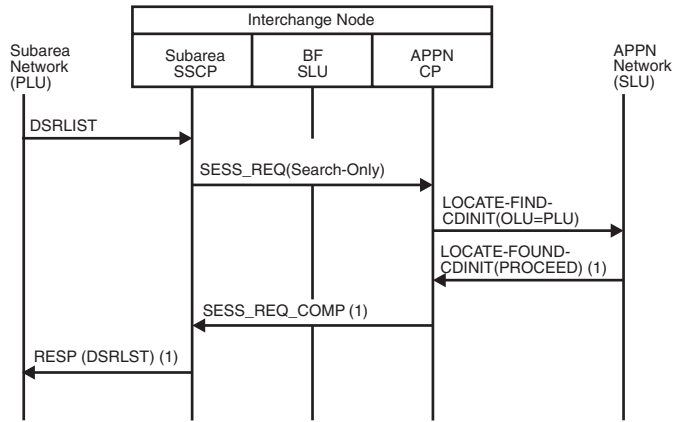 Interchange Node
Subarea
Network
(PLU)
Subarea
SSCP
BF
SLU
APPN
CP
APPN
Network
(SLU)
DSRLIST
SESS_REQ(Search-Only)
LOCATE-FIND-
CDINIT(OLU=PLU)
LOCATE-FOUND-
CDINIT(PROCEED) (1)
SESS_REQ_COMP (1)
RESP (DSRLST) (1)